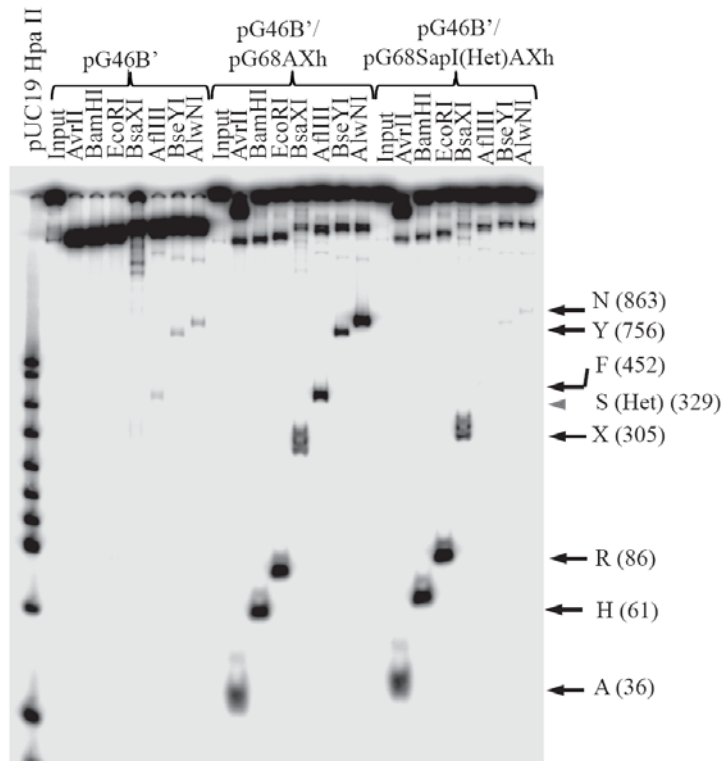 pG46B'
pG46B'/
pG68AXh
pG46B'/
pG68SapI(Het)AXh
pUC19 Hpa II
Input
AvrII
BamHI
EcoRI
BsaXI
AflIII
BseYI
AlwNI
Input
AvrII
BamHI
EcoRI
BsaXI
AflIII
BseYI
AlwNI
Input
AvrII
BamHI
EcoRI
BsaXI
AflIII
BseYI
AlwNI
N (863)
Y (756)
F (452)
S (Het) (329)
X (305)
R (86)
H (61)
A (36)